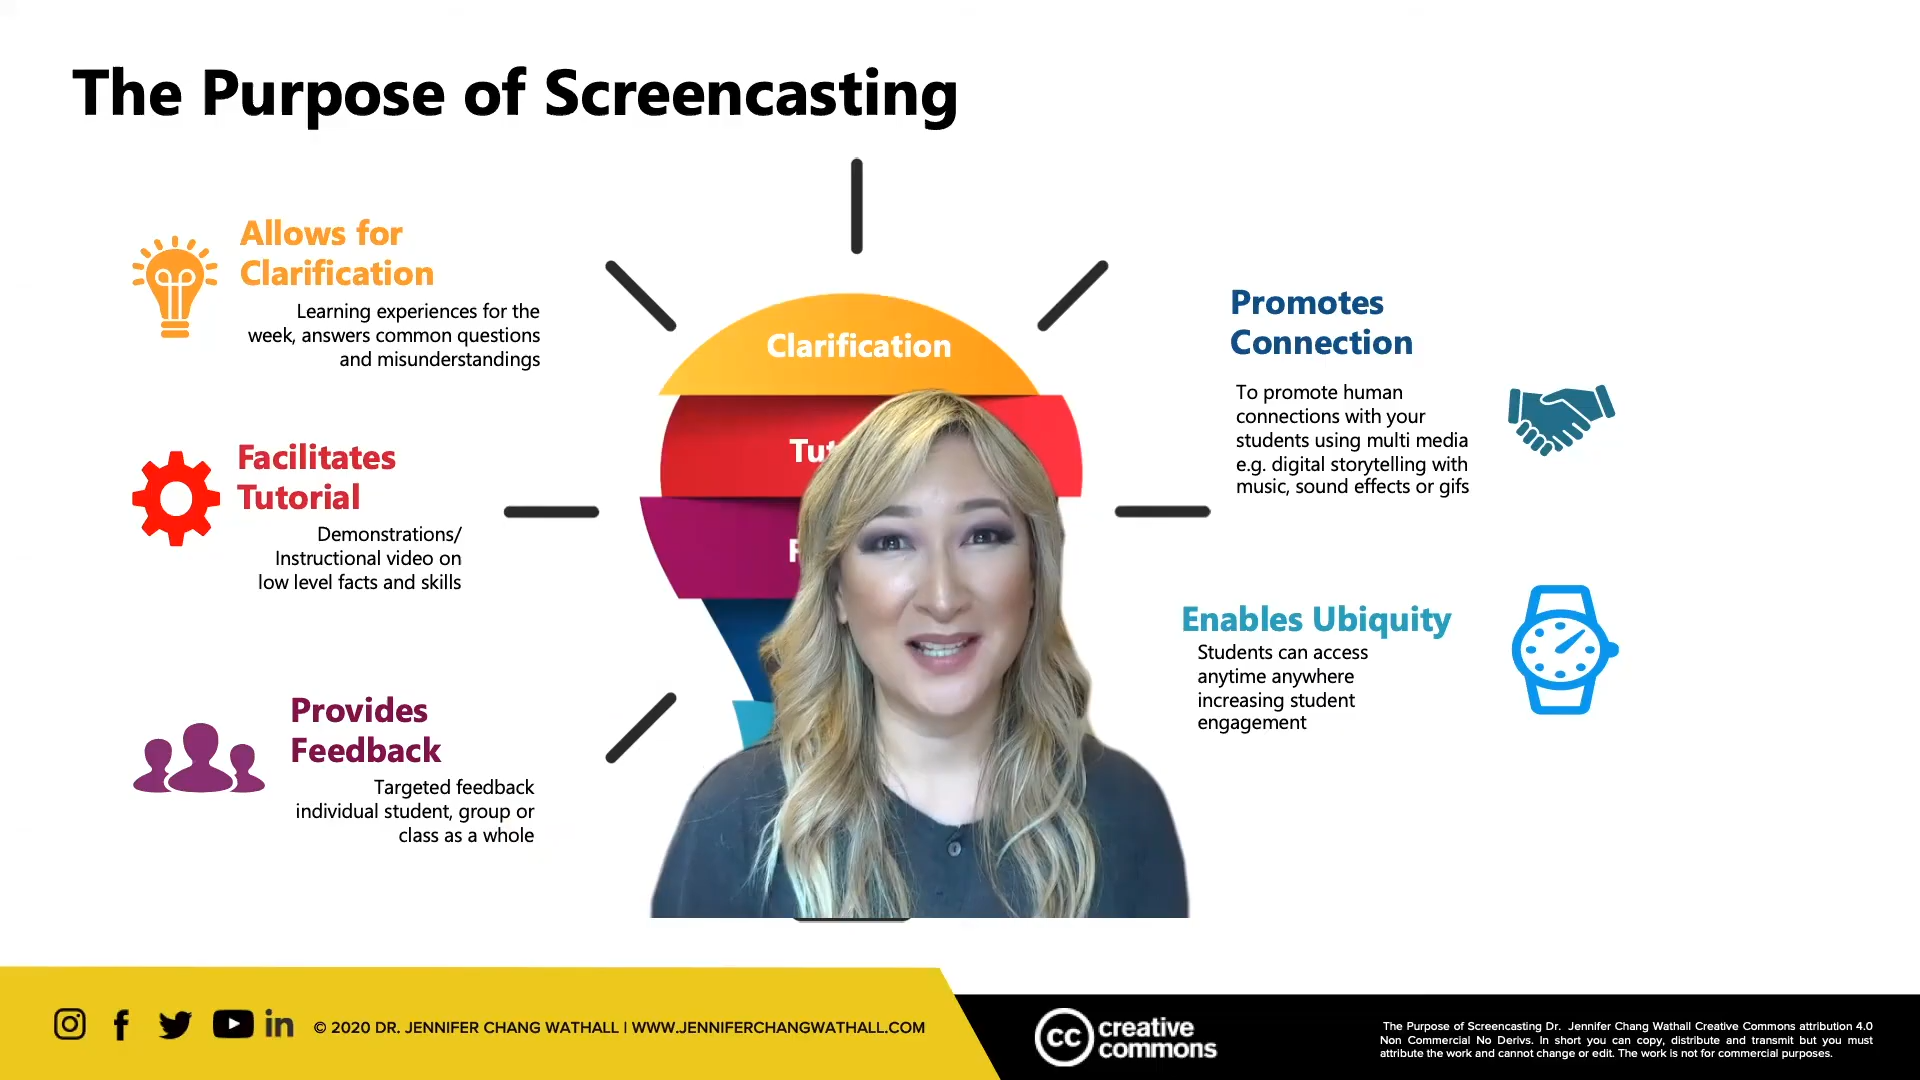 The Purpose of Screencasting
Allows for
Clarification
Learning experiences for the
week, answers common questions
and misunderstandings
Facilitates
Tutorial
Demonstrations/
Instructional video on
low level facts and skills
Provides
Feedback
Targeted feedback
individual student, group or
class as a whole
Clarification
Promotes
Connection
To promote human
connections with your
students using multi media
e.g. digital storytelling with
music, sound effects or gifs
Enables Ubiquity
Students can access
anytime anywhere
increasing student
engagement
© 2020 DR. JENNIFER CHANG WATHALL | WWW.JENNIFERCHANGWATHALL.COM
cc creative
commons
The Purpose of Screencasting Dr. Jennifer Chang Wathall Creative Commons attribution 4.0
Non Commercial No Derivs. In short you can copy, distribute and transmit but you must
attribute the work and cannot change or edit. The work is not for commercial purposes.